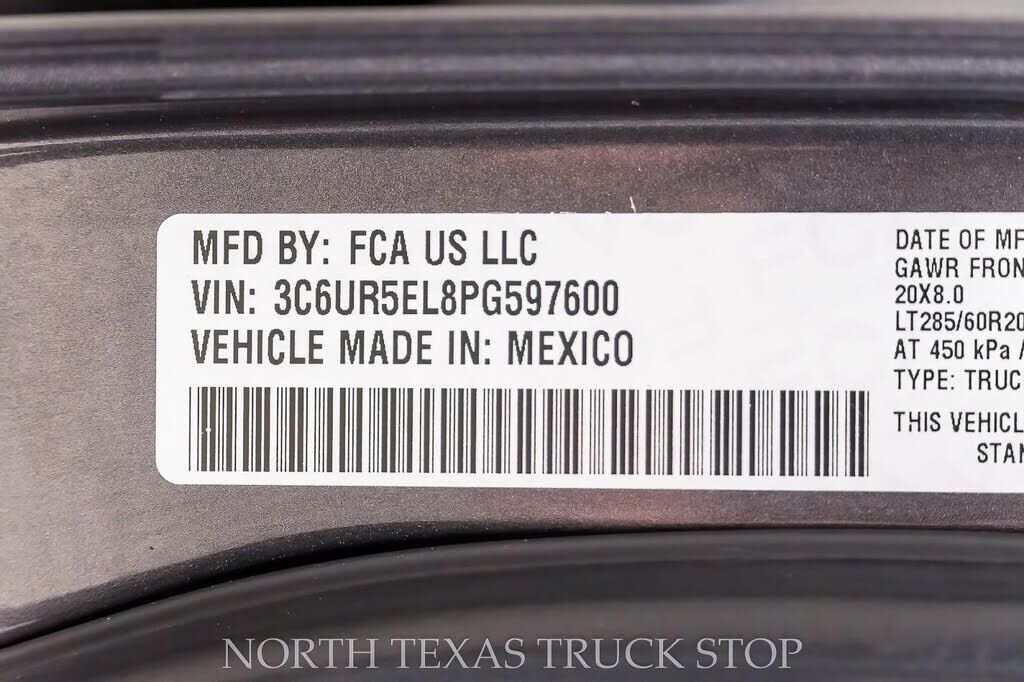 MFD BY: FCA US LLC
VIN: 3C6UR5EL8PG597600
VEHICLE MADE IN: MEXICO
DATE OF MF
GAWR FRON
20X8.0
LT285/60R20
AT 450 kPa /
TYPE: TRUC
THIS VEHICL
STAN
NORTH TEXAS TRUCK STOP